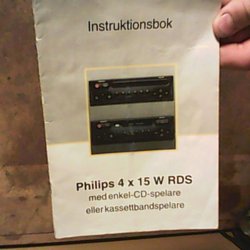 Instruktionsbok
Philips 4 x 15 W RDS
med enkel-CD-spelare
eller kassettbandspelare